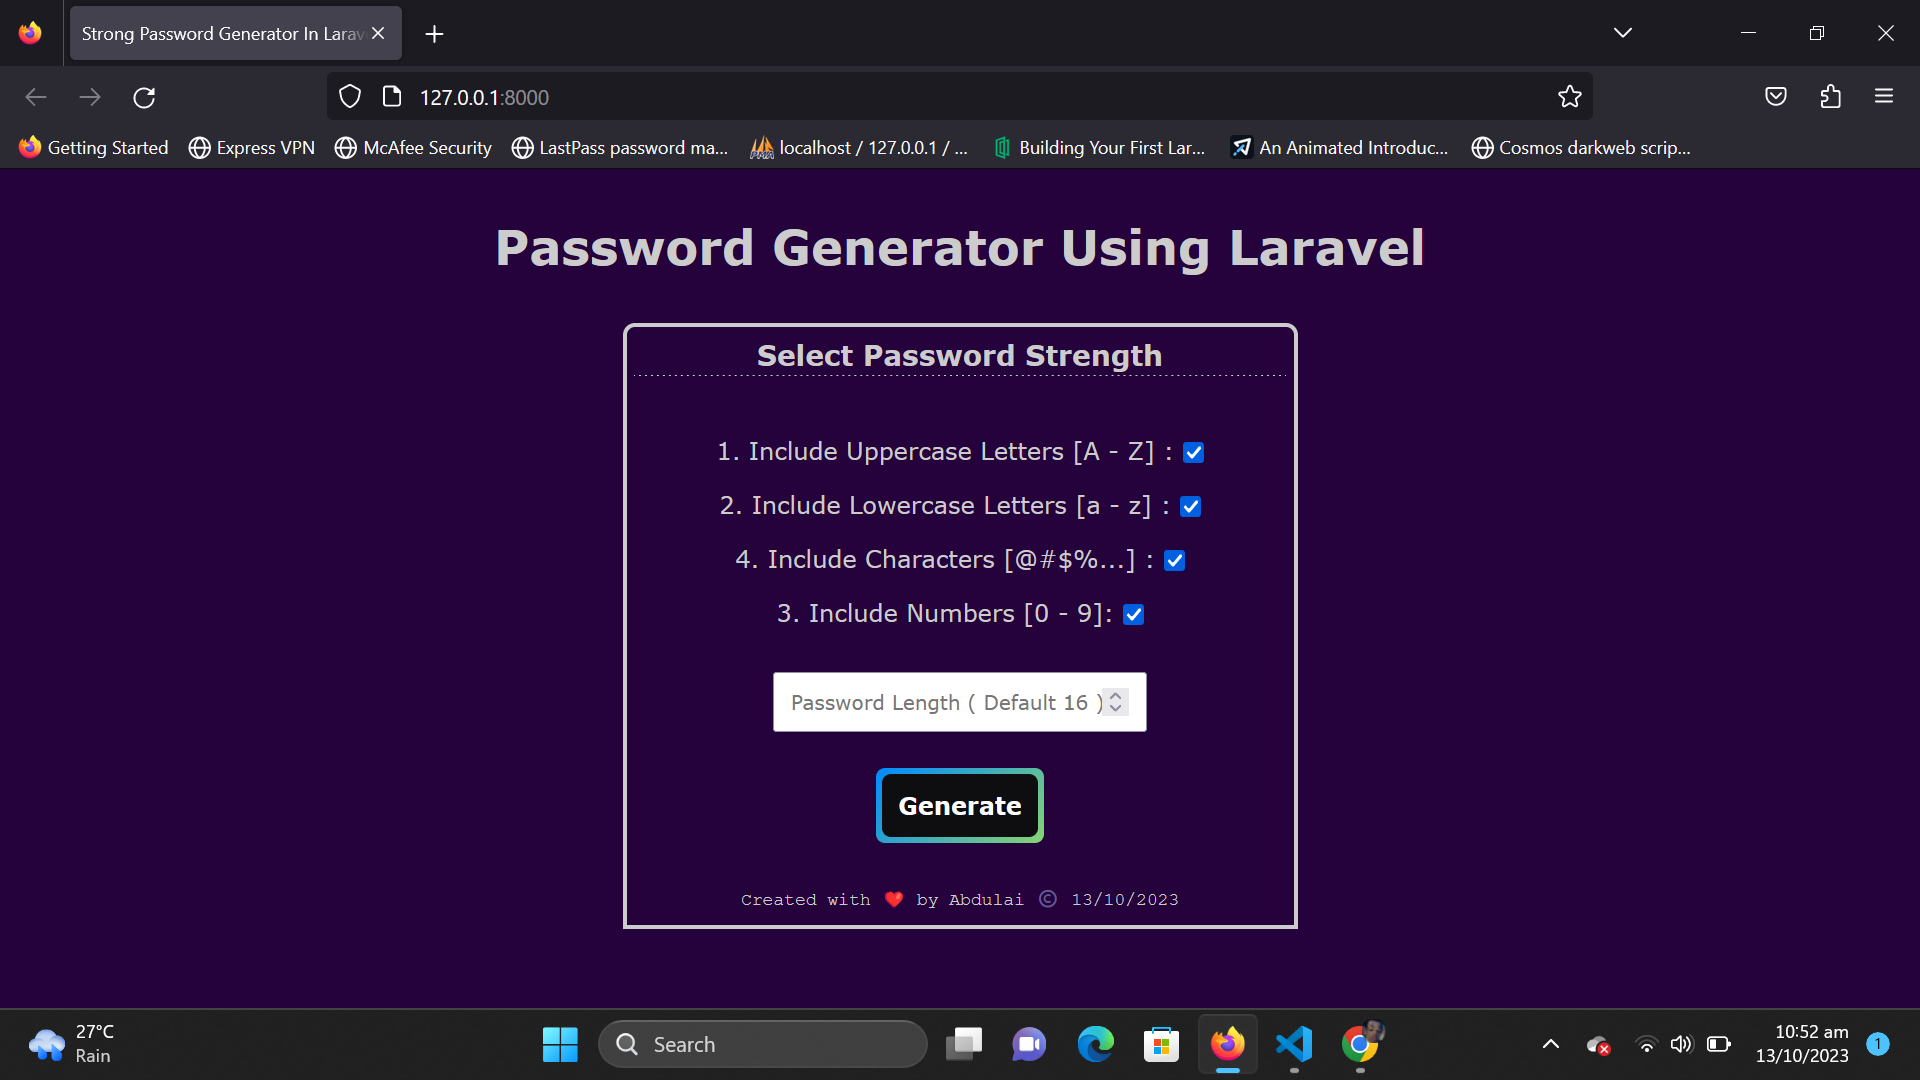 Strong Password Generator In Larav
127.0.0.1:8000
Getting Started
Express VPN
McAfee Security
LastPass password ma...
localhost / 127.0.0.1 / ...
Building Your First Lar...
An Animated Introduc...
Cosmos darkweb scrip...
Password Generator Using Laravel
Select Password Strength
1. Include Uppercase Letters [A - Z] :
2. Include Lowercase Letters [a - z] :
4. Include Characters [@#$%...] :
3. Include Numbers [0 - 9]:
Password Length ( Default 16 )
Generate
Created with ❤️ by Abdulai © 13/10/2023
27°C
Rain
Search
10:52 am
13/10/2023
1